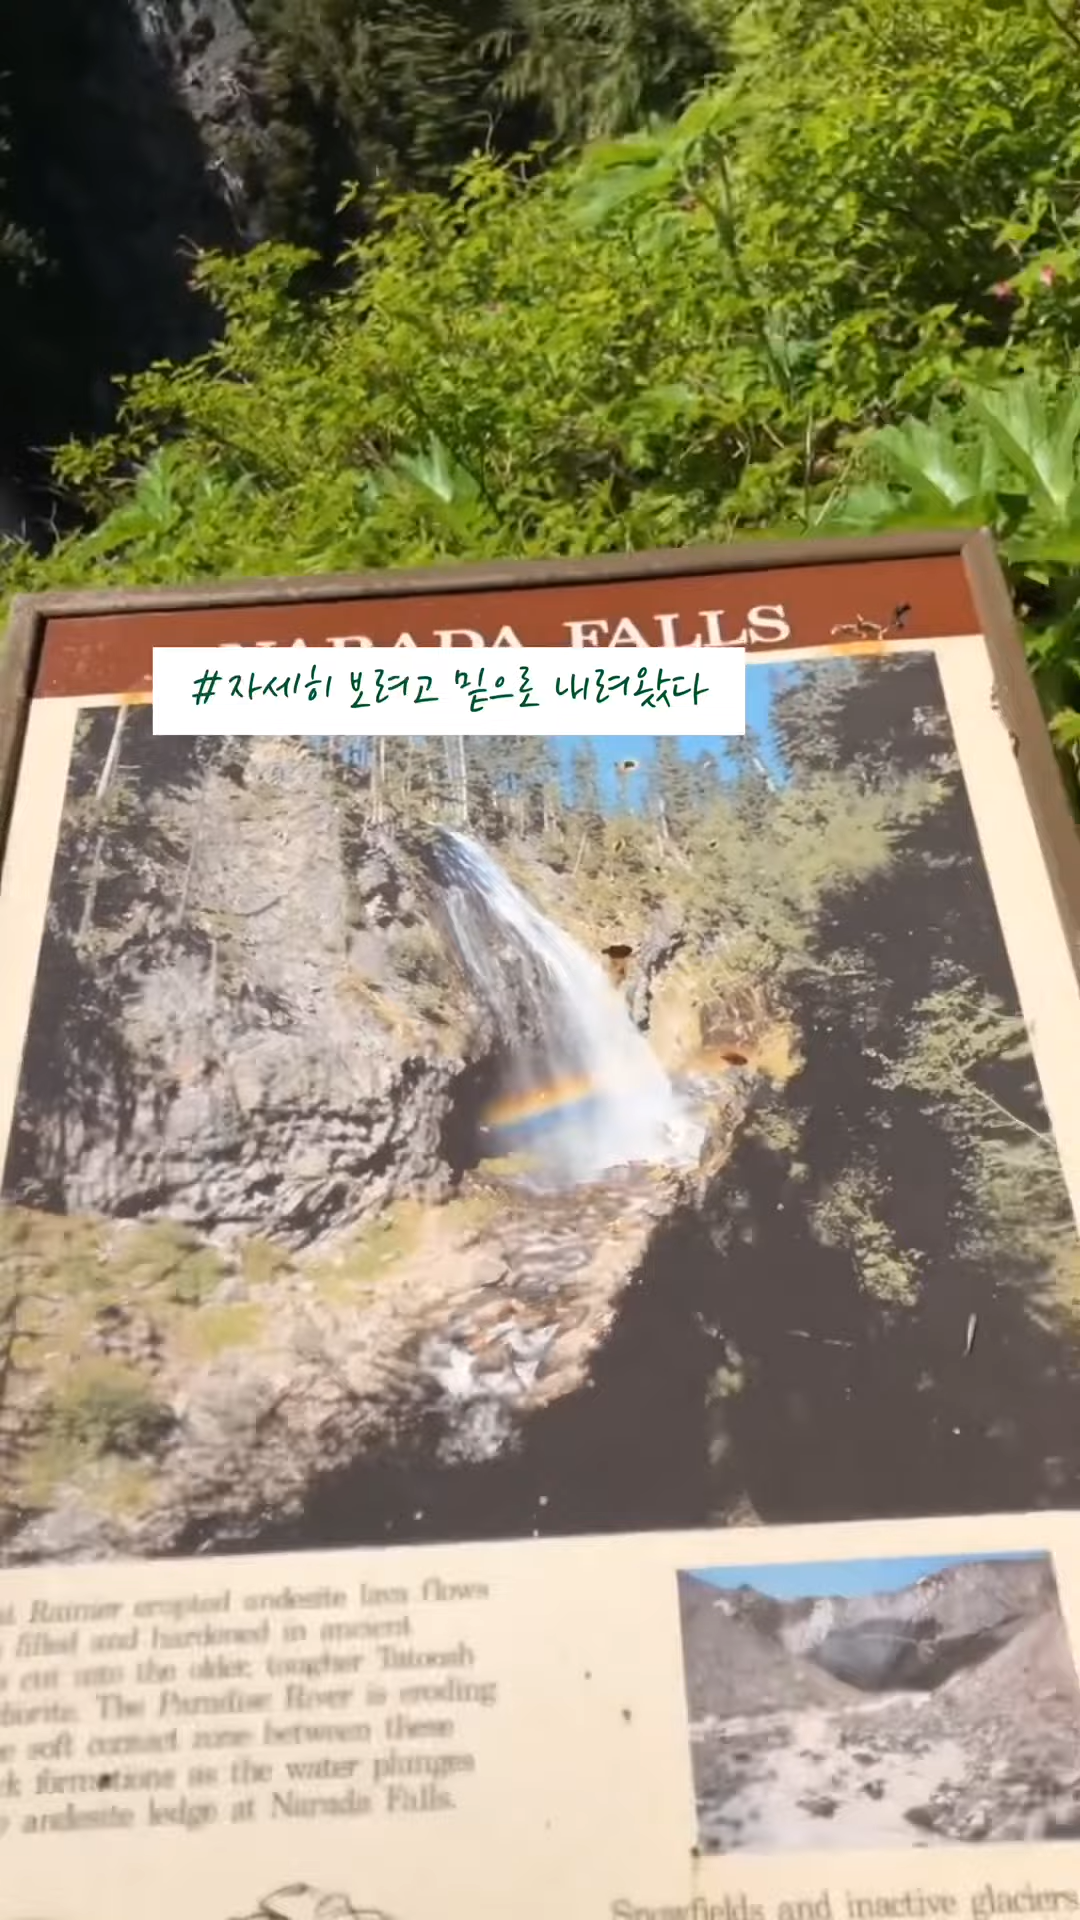 NARADA FALLS
#자세히 보려고 밑으로 내려왔다
Rainier erupted andesite lava flows
filled and hardened in ancient
cut into the older, tougher Tatoosh
The Paradise River is eroding
soft contact zone between these
formations as the water plunges
andesite ledge at Narada Falls.
Snowfields and inactive glaciers